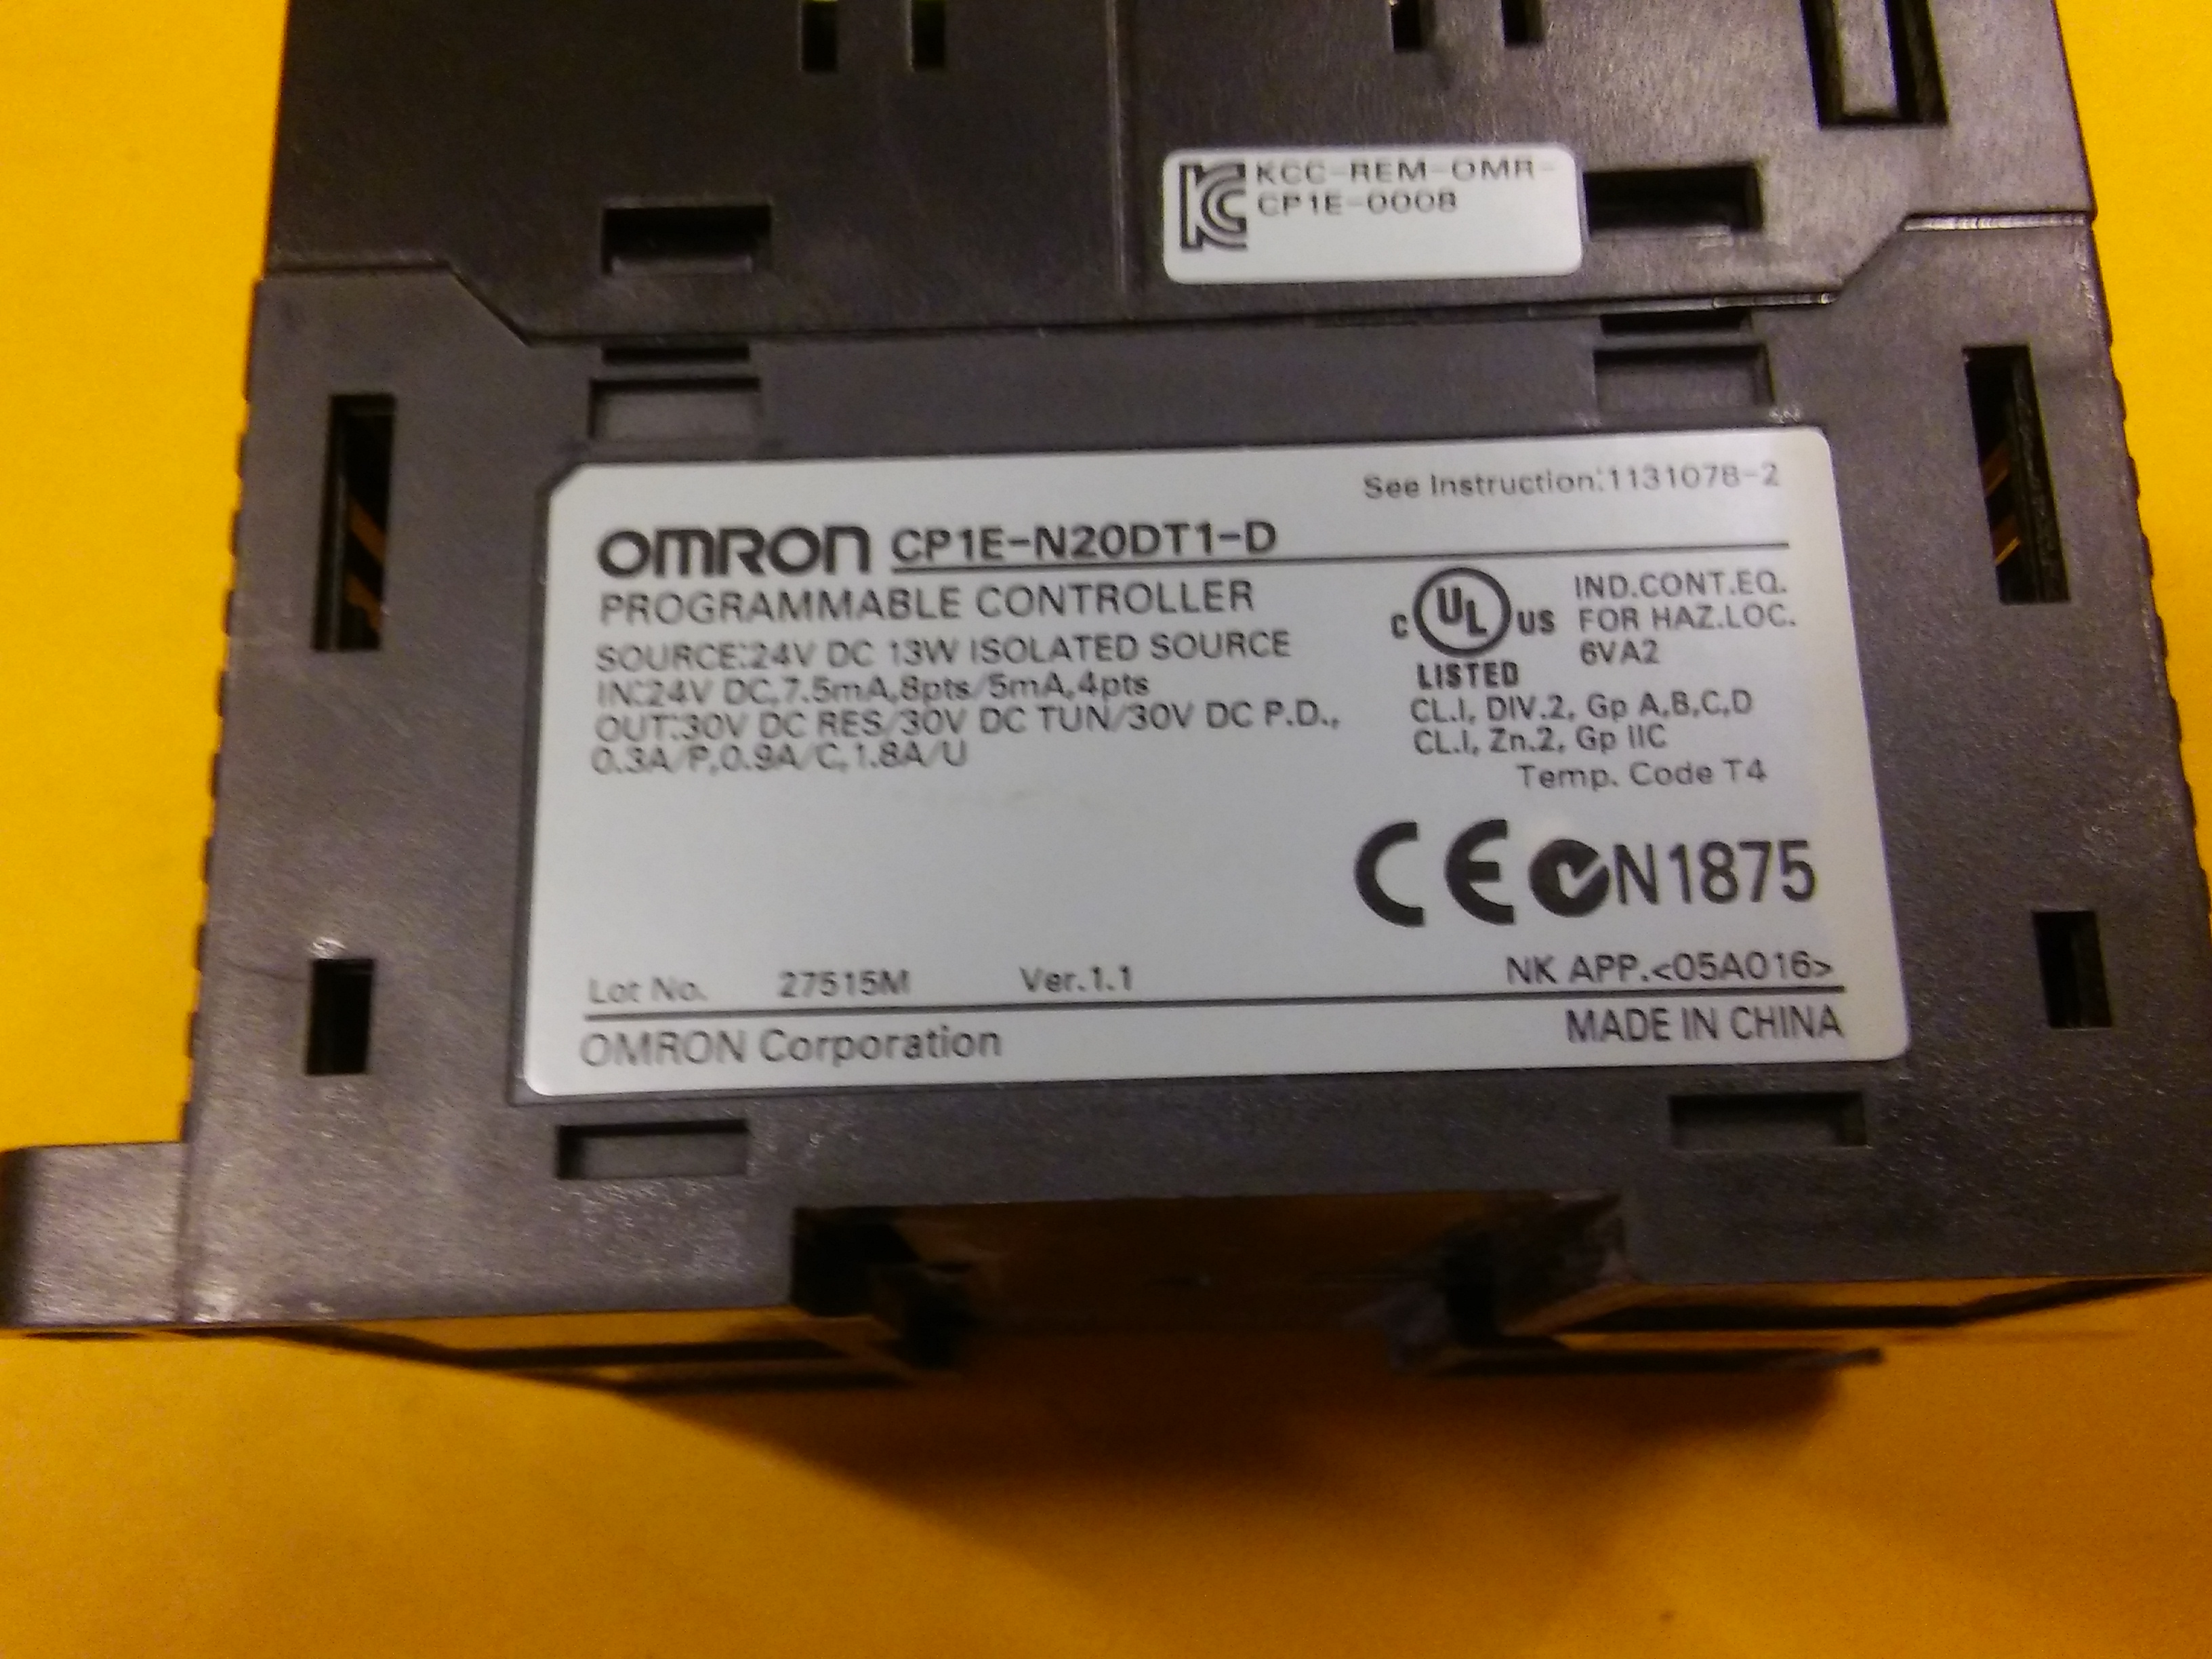 KCC-REM-OMR-
CP1E-0008
See Instruction:1131078-2
OMRON CP1E-N20DT1-D
PROGRAMMABLE CONTROLLER
SOURCE:24V DC 13W ISOLATED SOURCE
IN:24V DC,7.5mA,8pts/5mA,4pts
OUT:30V DC RES/30V DC TUN/30V DC P.D.,
0.3A/P,0.9A/C,1.8A/U
C UL US
LISTED
IND.CONT.EQ.
FOR HAZ.LOC.
6VA2
CL.I, DIV.2, Gp A,B,C,D
CL.I, Zn.2, Gp IIC
Temp. Code T4
CE N1875
Lot No. 27515M Ver.1.1
NK APP.<05A016>
OMRON Corporation
MADE IN CHINA